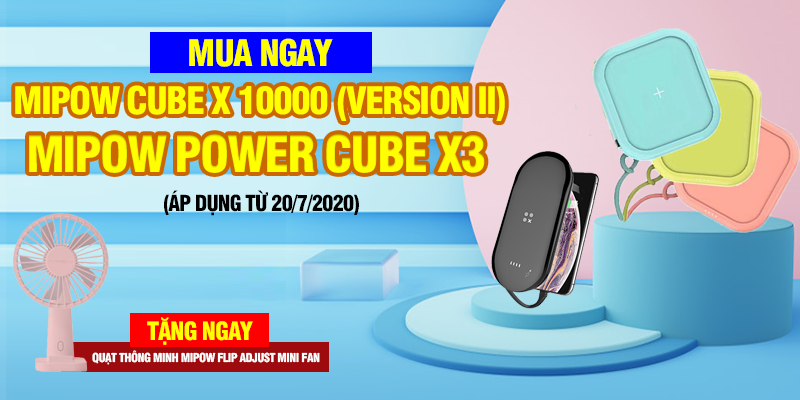 MUA NGAY
MIPOW CUBE X 10000 (VERSION II)
MIPOW POWER CUBE X3
(ÁP DỤNG TỪ 20/7/2020)
TẶNG NGAY
QUẠT THÔNG MINH MIPOW FLIP ADJUST MINI FAN